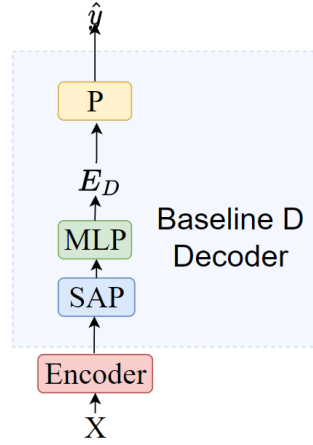 ŷ
P
E_D
MLP
Baseline D
Decoder
SAP
Encoder
X